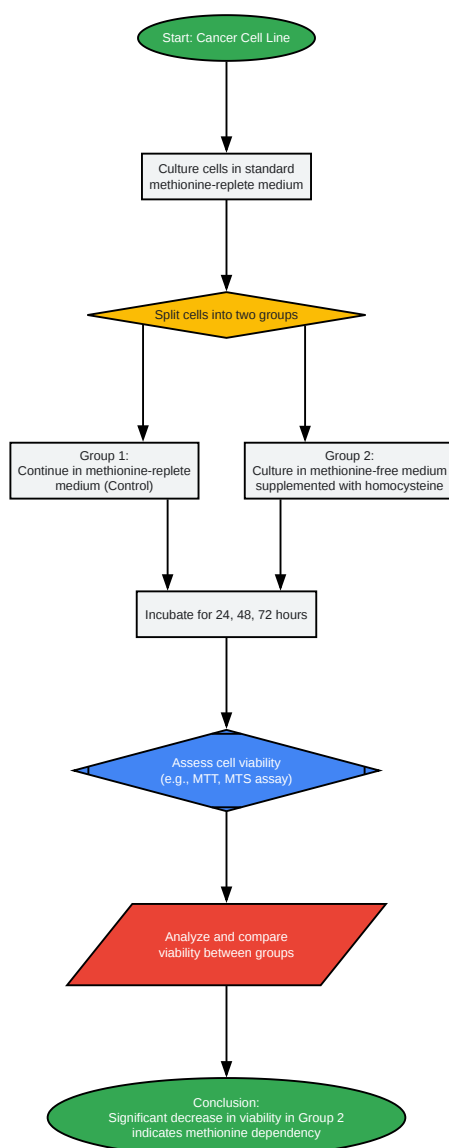 Start: Cancer Cell Line
Culture cells in standard
methionine-replete medium
Split cells into two groups
Group 1:
Continue in methionine-replete
medium (Control)
Group 2:
Culture in methionine-free medium
supplemented with homocysteine
Incubate for 24, 48, 72 hours
Assess cell viability
(e.g., MTT, MTS assay)
Analyze and compare
viability between groups
Conclusion:
Significant decrease in viability in Group 2
indicates methionine dependency